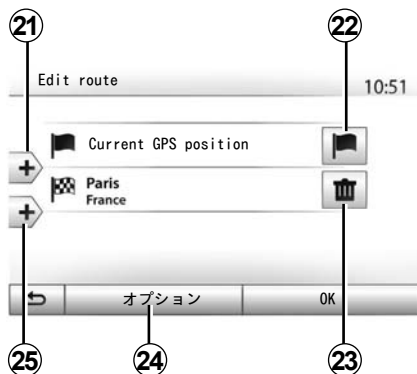 21 22
Edit route 10:51
Current GPS position
+
Paris
France
+
オプション OK
25 24 23